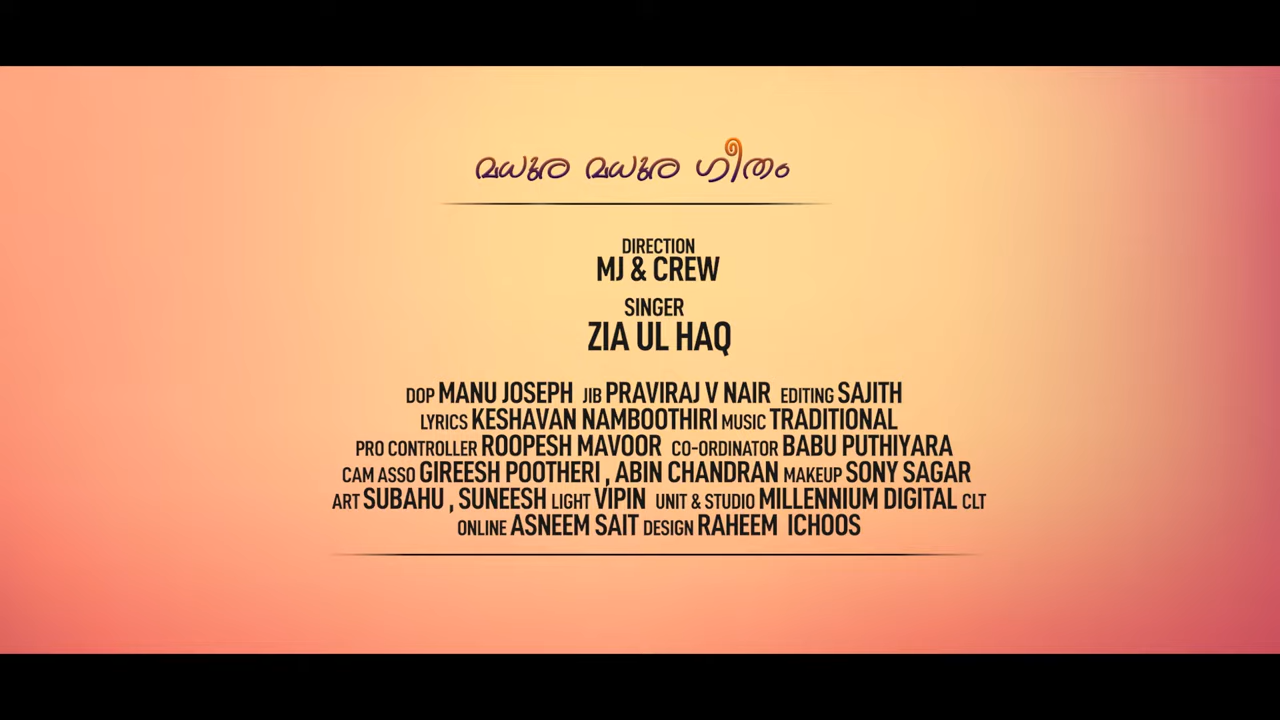 മധുര മധുര ഗീതം
DIRECTION
MJ & CREW
SINGER
ZIA UL HAQ
DOP MANU JOSEPH JIB PRAVIRAJ V NAIR EDITING SAJITH
LYRICS KESHAVAN NAMBOOTHIRI MUSIC TRADITIONAL
PRO CONTROLLER ROOPESH MAVOOR CO-ORDINATOR BABU PUTHIYARA
CAM ASSO GIREESH POOTHERI , ABIN CHANDRAN MAKEUP SONY SAGAR
ART SUBAHU , SUNEESH LIGHT VIPIN UNIT & STUDIO MILLENNIUM DIGITAL CLT
ONLINE ASNEEM SAIT DESIGN RAHEEM ICHOOS